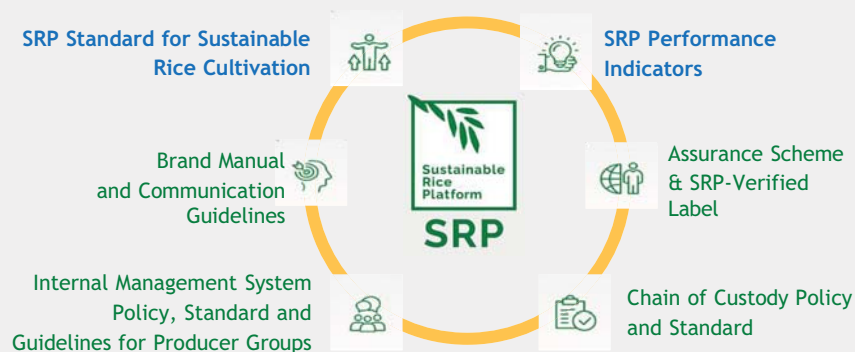 SRP Standard for Sustainable
Rice Cultivation
SRP Performance
Indicators
Brand Manual
and Communication
Guidelines
Sustainable
Rice
Platform
SRP
Assurance Scheme
& SRP-Verified
Label
Internal Management System
Policy, Standard and
Guidelines for Producer Groups
Chain of Custody Policy
and Standard